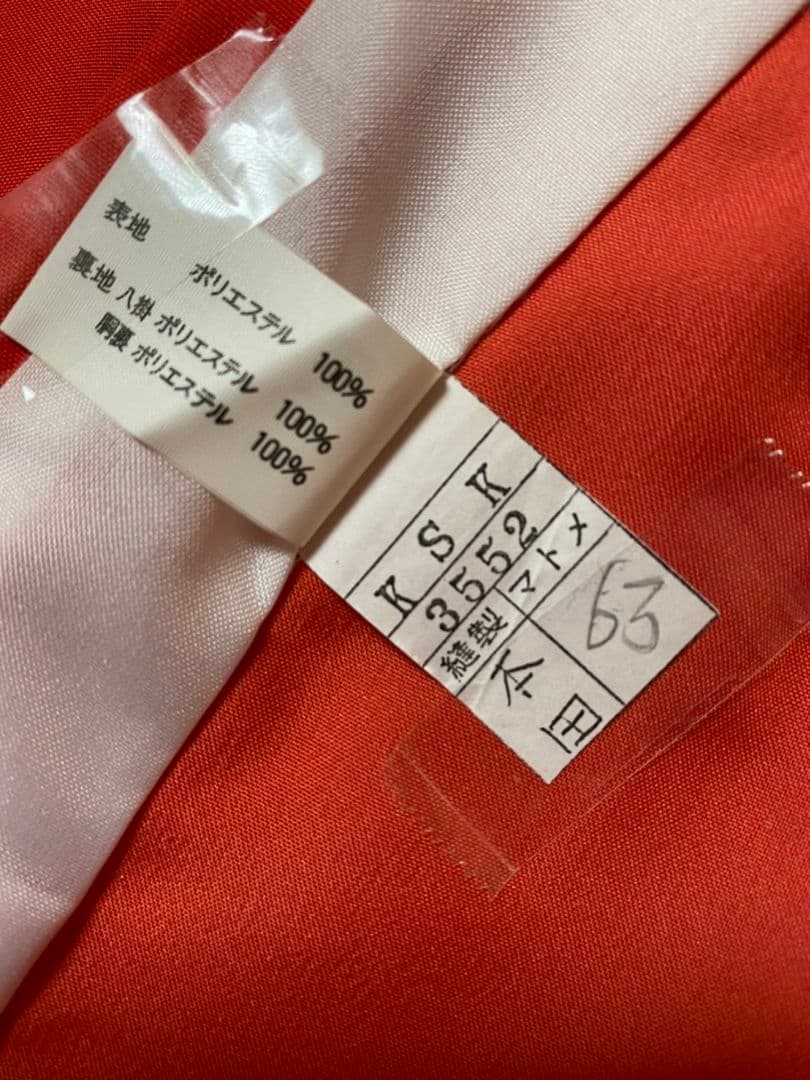 表地 ポリエステル 100%
裏地 八掛 ポリエステル 100%
胴裏 ポリエステル 100%
KSK
3552
縫製 マトメ
本田 63